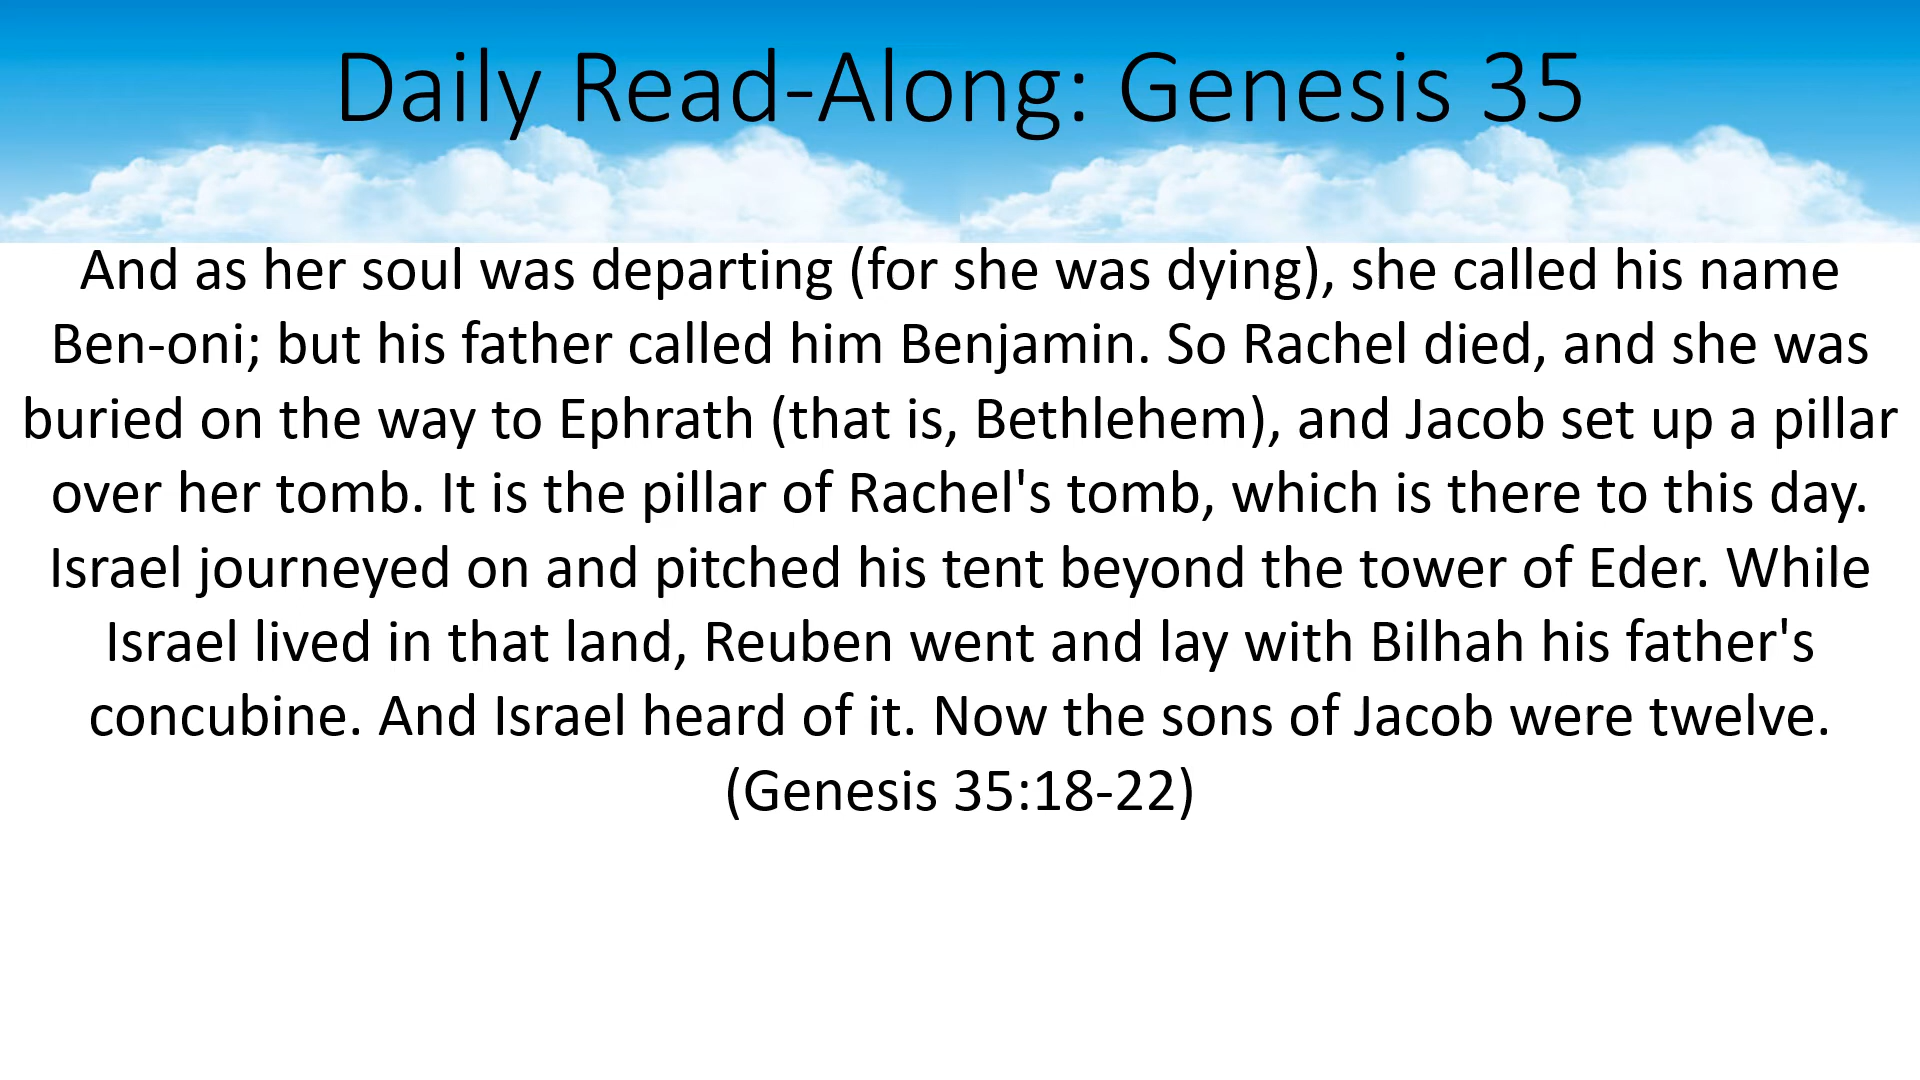 Daily Read-Along: Genesis 35
And as her soul was departing (for she was dying), she called his name
Ben-oni; but his father called him Benjamin. So Rachel died, and she was
buried on the way to Ephrath (that is, Bethlehem), and Jacob set up a pillar
over her tomb. It is the pillar of Rachel's tomb, which is there to this day.
Israel journeyed on and pitched his tent beyond the tower of Eder. While
Israel lived in that land, Reuben went and lay with Bilhah his father's
concubine. And Israel heard of it. Now the sons of Jacob were twelve.
(Genesis 35:18-22)